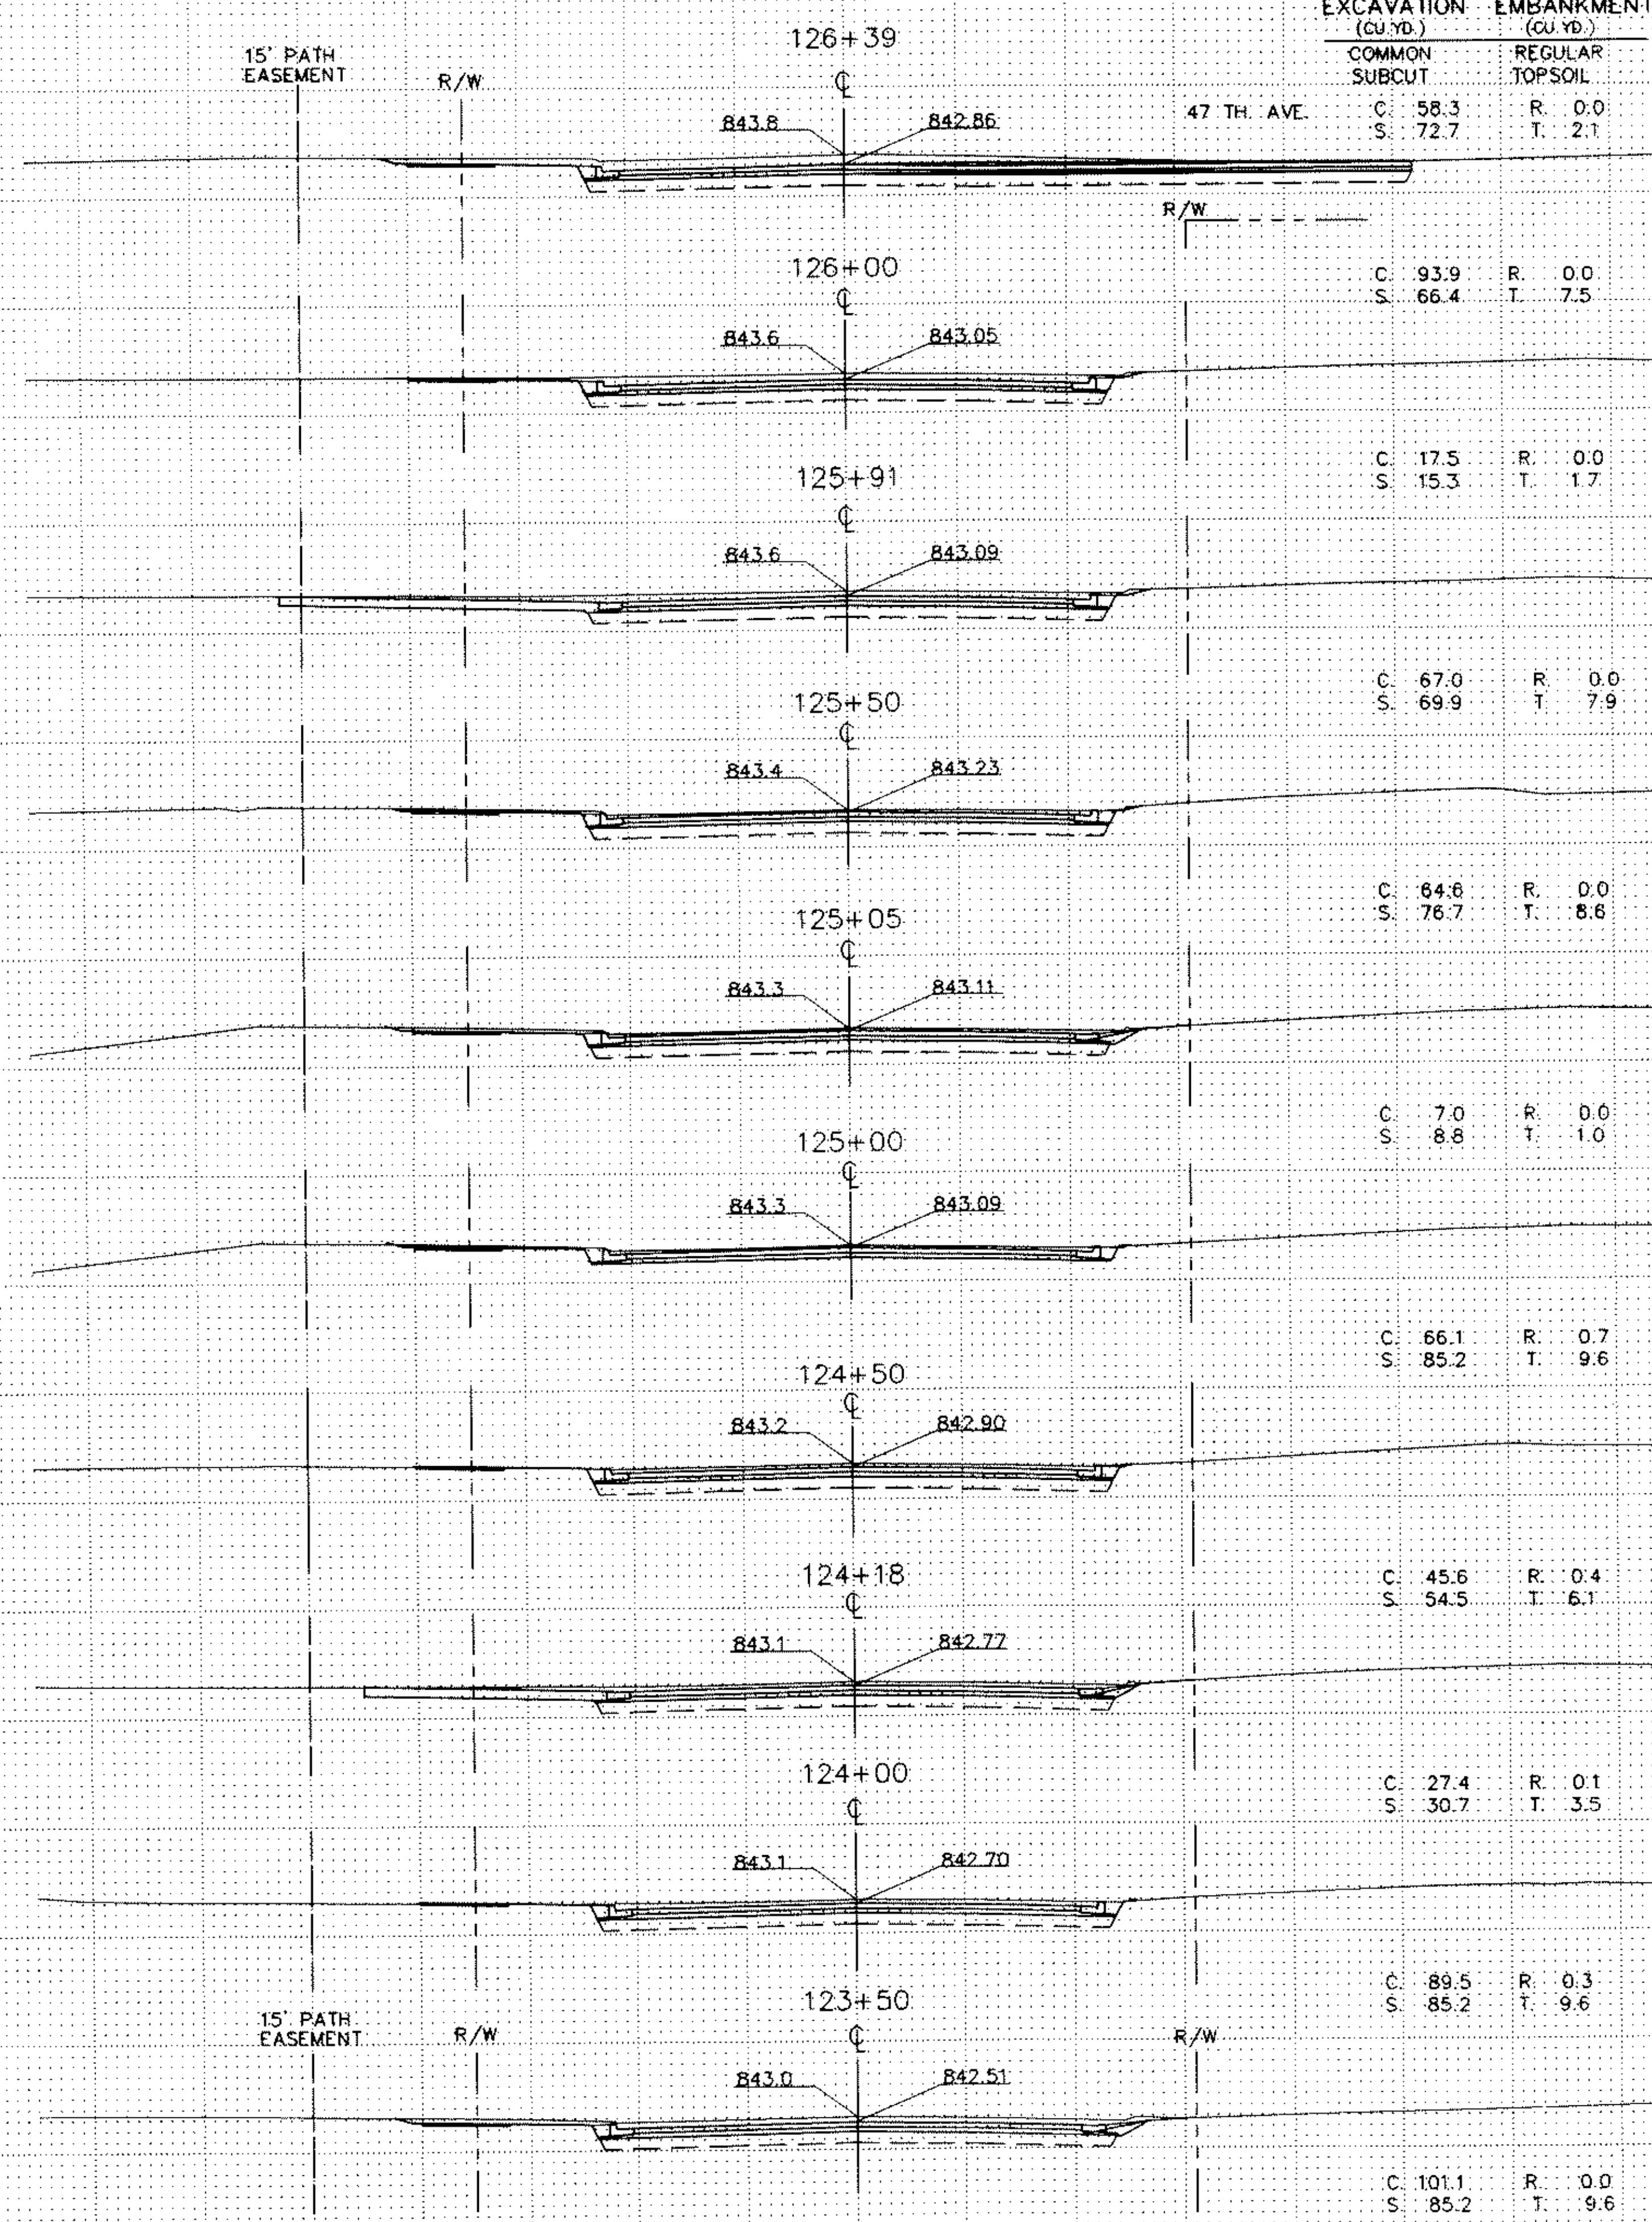 EXCAVATION EMBANKMENT
(CU.YD.) (CU.YD.)
COMMON REGULAR
SUBCUT TOPSOIL
126+39
15' PATH
EASEMENT
R/W
C̲L
843.8 842.86
47 TH. AVE.
C. 58.3 R. 0.0
S. 72.7 T. 2.1
R/W
126+00
C̲L
C. 93.9 R. 0.0
S. 66.4 T. 7.5
843.6 843.05
125+91
C̲L
C. 17.5 R. 0.0
S. 15.3 T. 1.7
843.6 843.09
125+50
C̲L
C. 67.0 R. 0.0
S. 69.9 T. 7.9
843.4 843.23
125+05
C̲L
C. 64.6 R. 0.0
S. 76.7 T. 8.6
843.3 843.11
125+00
C̲L
C. 7.0 R. 0.0
S. 8.8 T. 1.0
843.3 843.09
124+50
C̲L
C. 66.1 R. 0.7
S. 85.2 T. 9.6
843.2 842.90
124+18
C̲L
C. 45.6 R. 0.4
S. 54.5 T. 6.1
843.1 842.77
124+00
C̲L
C. 27.4 R. 0.1
S. 30.7 T. 3.5
843.1 842.70
123+50
C̲L
C. 89.5 R. 0.3
S. 85.2 T. 9.6
15' PATH
EASEMENT
R/W R/W
843.0 842.51
C. 101.1 R. 0.0
S. 85.2 T. 9.6